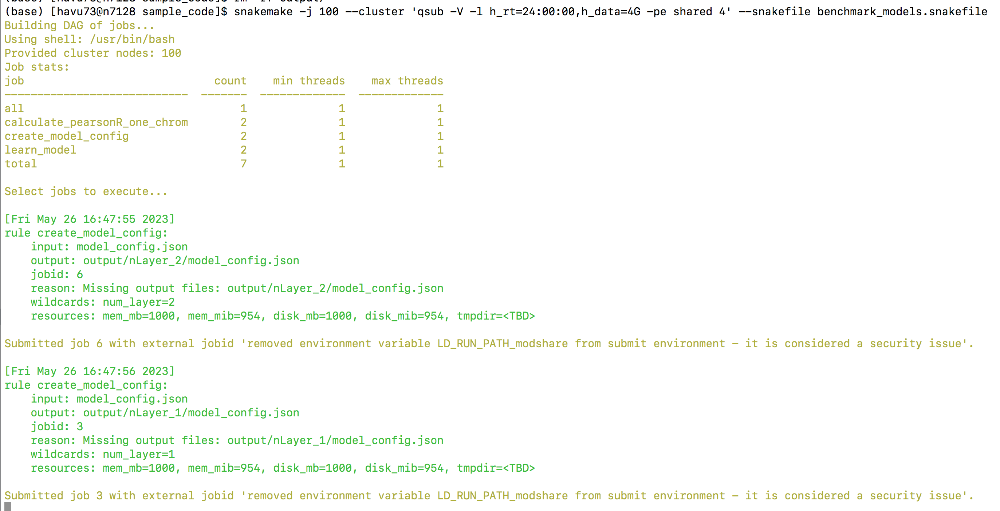 (base) [havu73@n7128 sample_code]$ rm output/
(base) [havu73@n7128 sample_code]$ snakemake -j 100 --cluster 'qsub -V -l h_rt=24:00:00,h_data=4G -pe shared 4' --snakefile benchmark_models.snakefile
Building DAG of jobs...
Using shell: /usr/bin/bash
Provided cluster nodes: 100
Job stats:
job                             count    min threads    max threads
----------------------------  -------  -------------  -------------
all                                 1              1              1
calculate_pearsonR_one_chrom        2              1              1
create_model_config                 2              1              1
learn_model                         2              1              1
total                               7              1              1
Select jobs to execute...
[Fri May 26 16:47:55 2023]
rule create_model_config:
    input: model_config.json
    output: output/nLayer_2/model_config.json
    jobid: 6
    reason: Missing output files: output/nLayer_2/model_config.json
    wildcards: num_layer=2
    resources: mem_mb=1000, mem_mib=954, disk_mb=1000, disk_mib=954, tmpdir=<TBD>
Submitted job 6 with external jobid 'removed environment variable LD_RUN_PATH_modshare from submit environment - it is considered a security issue'.
[Fri May 26 16:47:56 2023]
rule create_model_config:
    input: model_config.json
    output: output/nLayer_1/model_config.json
    jobid: 3
    reason: Missing output files: output/nLayer_1/model_config.json
    wildcards: num_layer=1
    resources: mem_mb=1000, mem_mib=954, disk_mb=1000, disk_mib=954, tmpdir=<TBD>
Submitted job 3 with external jobid 'removed environment variable LD_RUN_PATH_modshare from submit environment - it is considered a security issue'.